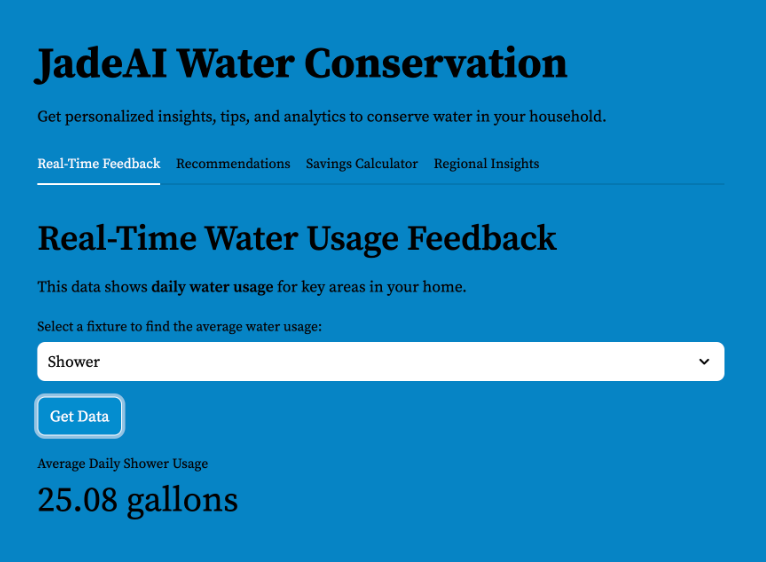 JadeAI Water Conservation
Get personalized insights, tips, and analytics to conserve water in your household.
Real-Time Feedback Recommendations Savings Calculator Regional Insights
Real-Time Water Usage Feedback
This data shows daily water usage for key areas in your home.
Select a fixture to find the average water usage:
Shower
Get Data
Average Daily Shower Usage
25.08 gallons